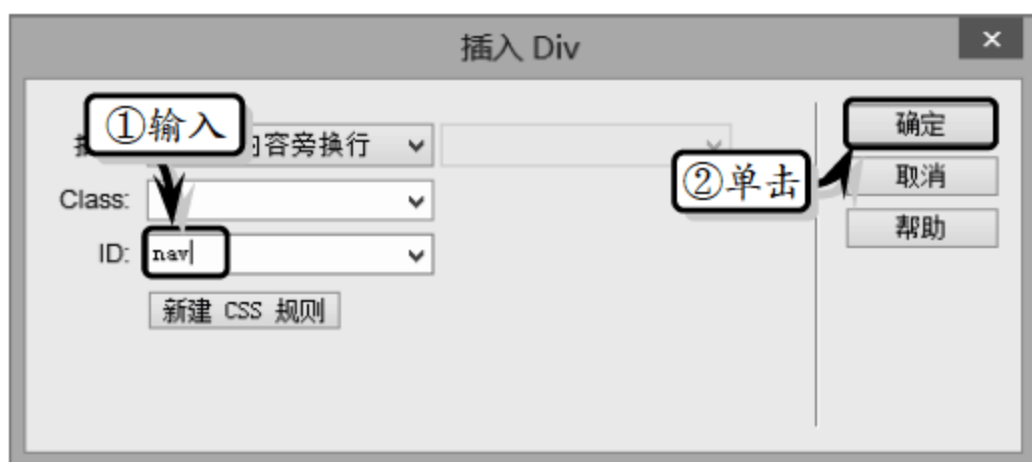 插入 Div
①输入
内容旁换行
确定
②单击
Class:
取消
ID: nav
帮助
新建 CSS 规则